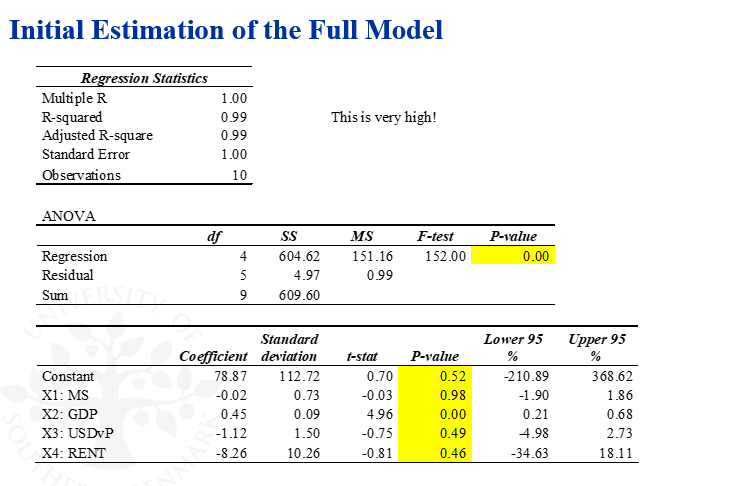 Initial Estimation of the Full Model
Regression Statistics
Multiple R 1.00
R-squared 0.99 This is very high!
Adjusted R-square 0.99
Standard Error 1.00
Observations 10
ANOVA
df SS MS F-test P-value
Regression 4 604.62 151.16 152.00 0.00
Residual 5 4.97 0.99
Sum 9 609.60
Standard Lower 95 Upper 95
Coefficient deviation t-stat P-value % %
Constant 78.87 112.72 0.70 0.52 -210.89 368.62
X1: MS -0.02 0.73 -0.03 0.98 -1.90 1.86
X2: GDP 0.45 0.09 4.96 0.00 0.21 0.68
X3: USDvP -1.12 1.50 -0.75 0.49 -4.98 2.73
X4: RENT -8.26 10.26 -0.81 0.46 -34.63 18.11